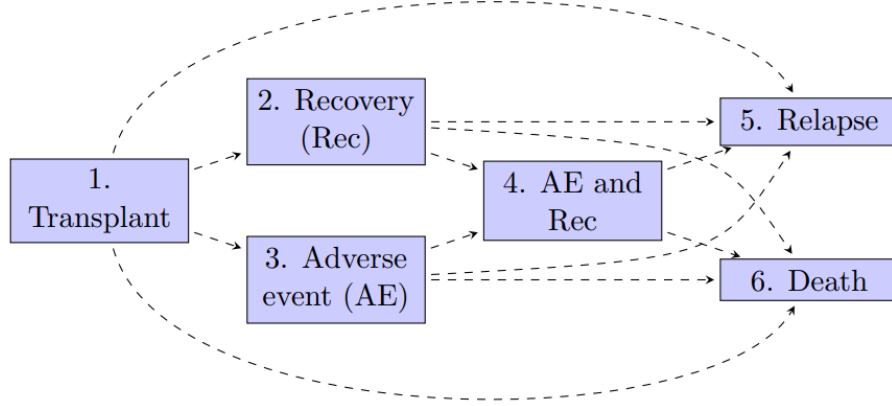 2. Recovery
(Rec)
5. Relapse
1.
Transplant
4. AE and
Rec
3. Adverse
event (AE)
6. Death